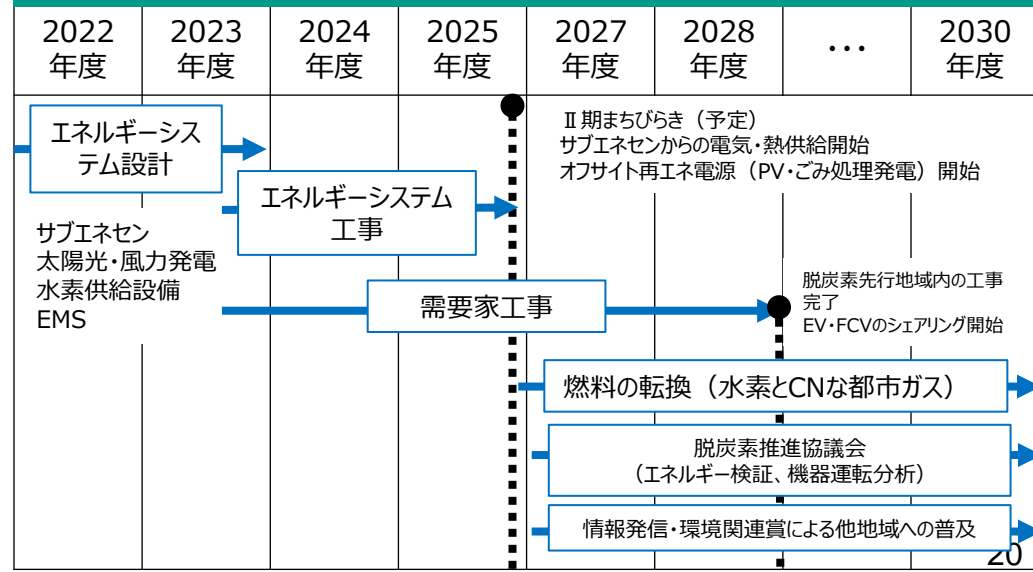 2022
年度
2023
年度
2024
年度
2025
年度
2027
年度
2028
年度
…
2030
年度
エネルギーシス
テム設計
Ⅱ期まちびらき（予定）
サブエネセンからの電気・熱供給開始
オフサイト再エネ電源（PV・ごみ処理発電）開始
エネルギーシステム
工事
サブエネセン
太陽光・風力発電
水素供給設備
EMS
需要家工事
脱炭素先行地域内の工事
完了
EV・FCVのシェアリング開始
燃料の転換（水素とCNな都市ガス）
脱炭素推進協議会
（エネルギー検証、機器運転分析）
情報発信・環境関連賞による他地域への普及
20